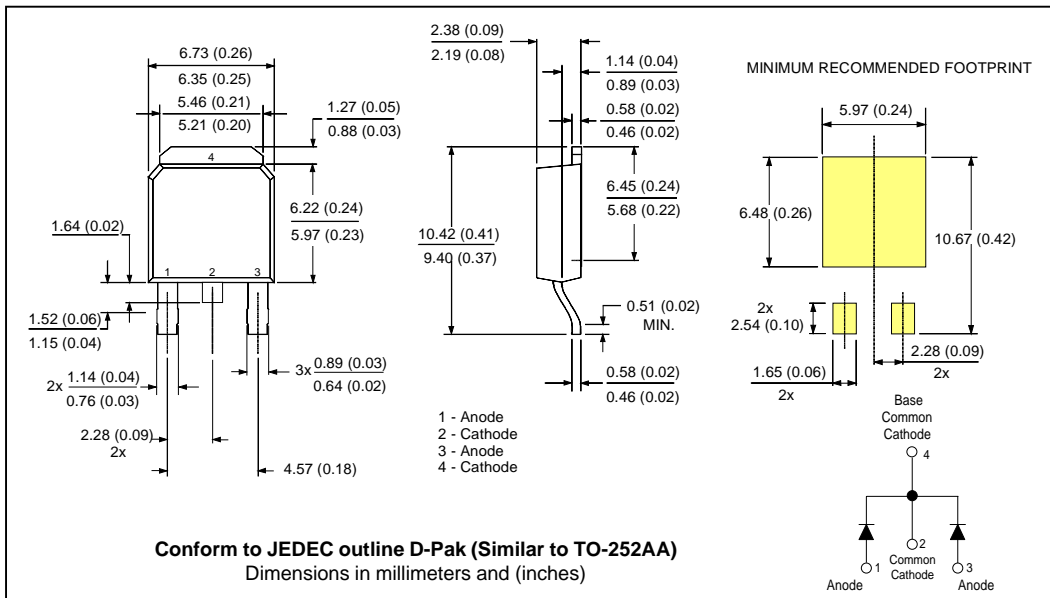 6.73 (0.26)
6.35 (0.25)
5.46 (0.21)
5.21 (0.20)
1.27 (0.05)
0.88 (0.03)
4
6.22 (0.24)
5.97 (0.23)
1.64 (0.02)
1 2 3
1.52 (0.06)
1.15 (0.04)
2x 1.14 (0.04)
0.76 (0.03)
3x 0.89 (0.03)
0.64 (0.02)
2.28 (0.09)
2x
4.57 (0.18)
2.38 (0.09)
2.19 (0.08)
1.14 (0.04)
0.89 (0.03)
0.58 (0.02)
0.46 (0.02)
6.45 (0.24)
5.68 (0.22)
10.42 (0.41)
9.40 (0.37)
0.51 (0.02)
MIN.
0.58 (0.02)
0.46 (0.02)
1 - Anode
2 - Cathode
3 - Anode
4 - Cathode
MINIMUM RECOMMENDED FOOTPRINT
5.97 (0.24)
6.48 (0.26)
10.67 (0.42)
2x
2.54 (0.10)
2.28 (0.09)
2x
1.65 (0.06)
2x
Base
Common
Cathode
4
2
Common
Cathode
1
Anode
3
Anode
Conform to JEDEC outline D-Pak (Similar to TO-252AA)
Dimensions in millimeters and (inches)